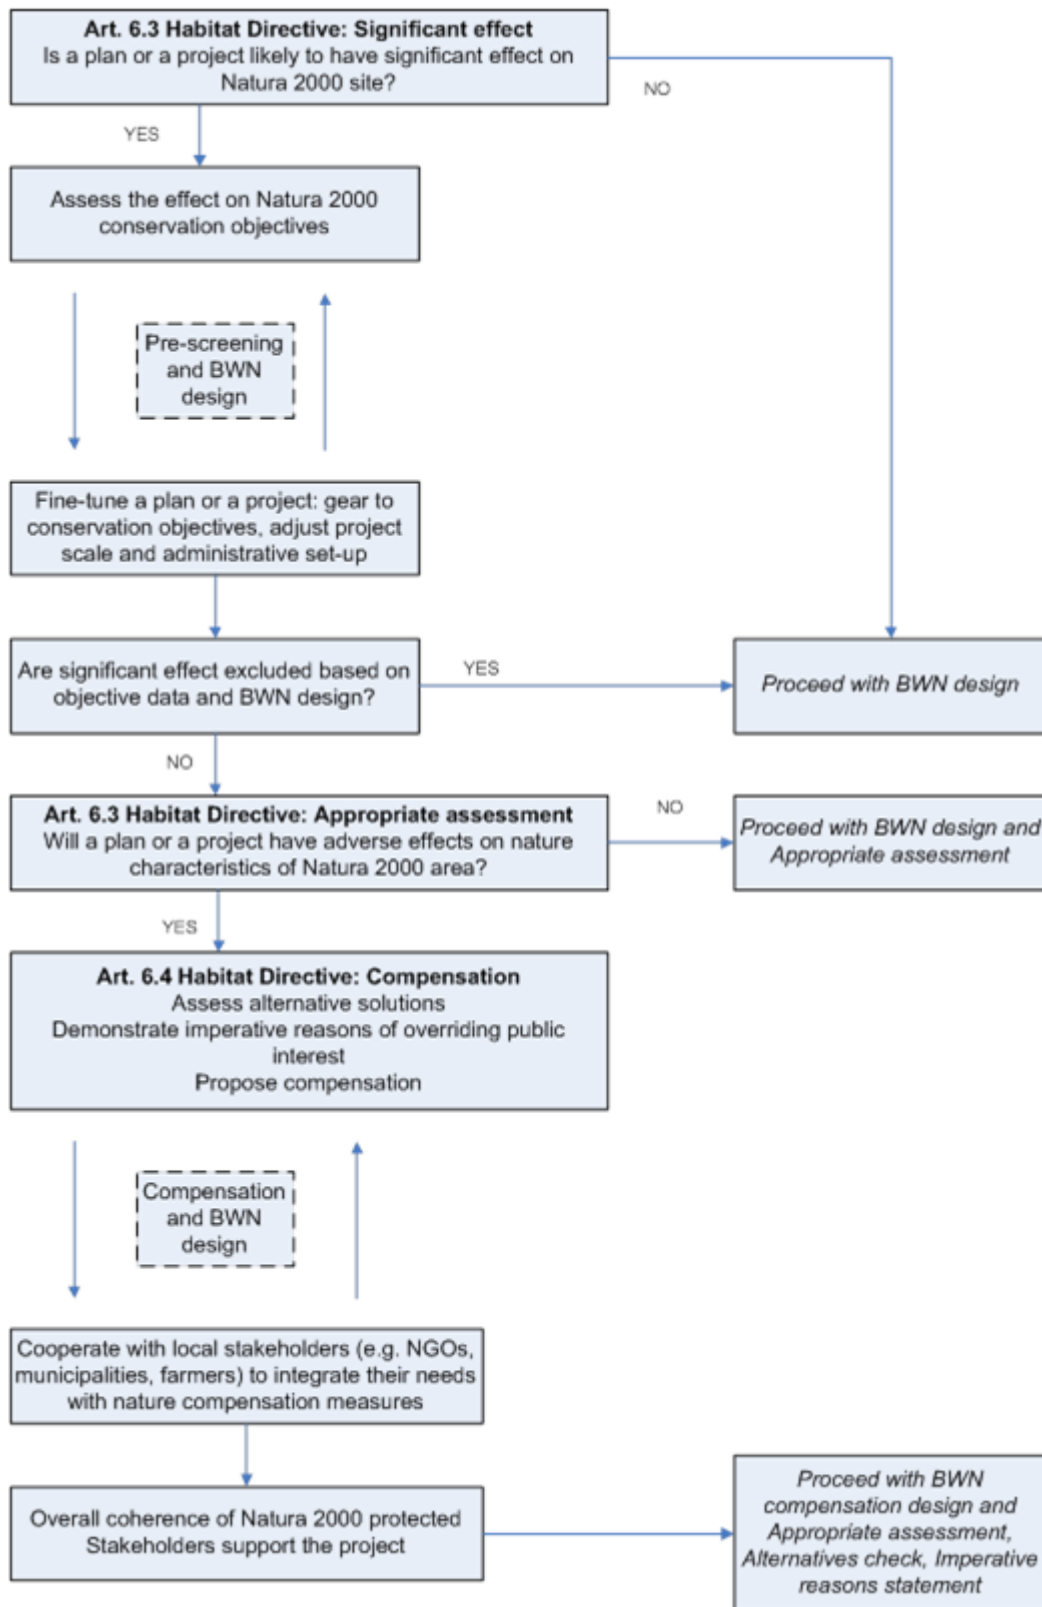 Art. 6.3 Habitat Directive: Significant effect
Is a plan or a project likely to have significant effect on
Natura 2000 site?
NO
YES
Assess the effect on Natura 2000
conservation objectives
Pre-screening
and BWN
design
Fine-tune a plan or a project: gear to
conservation objectives, adjust project
scale and administrative set-up
Are significant effect excluded based on
objective data and BWN design?
YES
Proceed with BWN design
NO
Art. 6.3 Habitat Directive: Appropriate assessment
Will a plan or a project have adverse effects on nature
characteristics of Natura 2000 area?
NO
Proceed with BWN design and
Appropriate assessment
YES
Art. 6.4 Habitat Directive: Compensation
Assess alternative solutions
Demonstrate imperative reasons of overriding public
interest
Propose compensation
Compensation
and BWN
design
Cooperate with local stakeholders (e.g. NGOs,
municipalities, farmers) to integrate their needs
with nature compensation measures
Overall coherence of Natura 2000 protected
Stakeholders support the project
Proceed with BWN
compensation design and
Appropriate assessment,
Alternatives check, Imperative
reasons statement